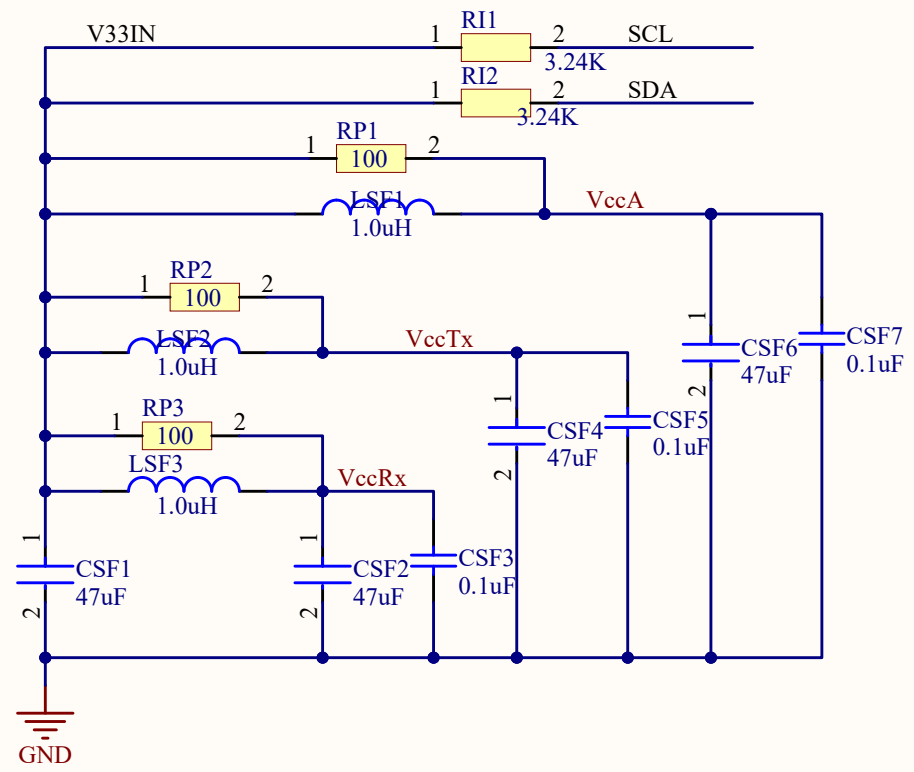 V33IN
1
RI1
2
SCL
3.24K
1
RI2
2
SDA
3.24K
1
RP1
2
100
LSF1
1.0uH
VccA
1
RP2
2
100
LSF2
1.0uH
VccTx
1
CSF6
47uF
2
CSF7
0.1uF
1
RP3
2
100
LSF3
1.0uH
VccRx
1
CSF4
47uF
2
CSF5
0.1uF
1
CSF1
47uF
2
1
CSF2
47uF
2
CSF3
0.1uF
GND